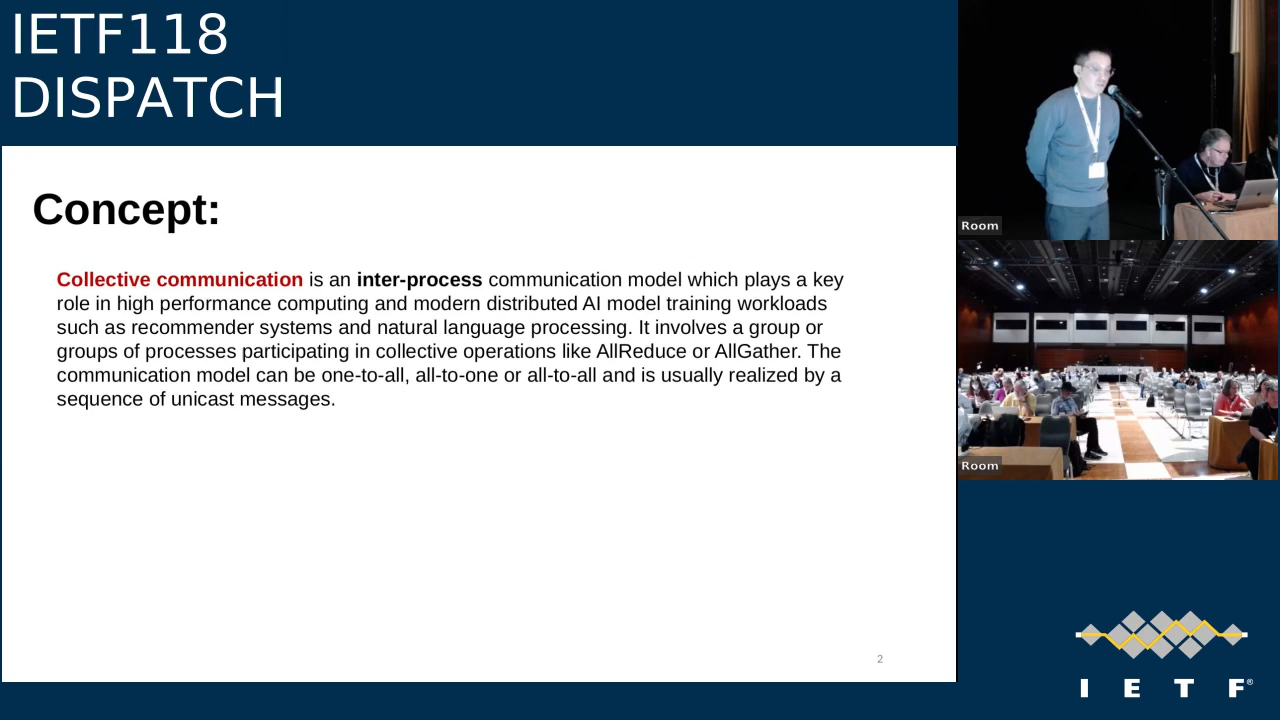 IETF118
DISPATCH
Concept:
Collective communication is an inter-process communication model which plays a key
role in high performance computing and modern distributed AI model training workloads
such as recommender systems and natural language processing. It involves a group or
groups of processes participating in collective operations like AllReduce or AllGather. The
communication model can be one-to-all, all-to-one or all-to-all and is usually realized by a
sequence of unicast messages.
2
Room
Room
I E T F®